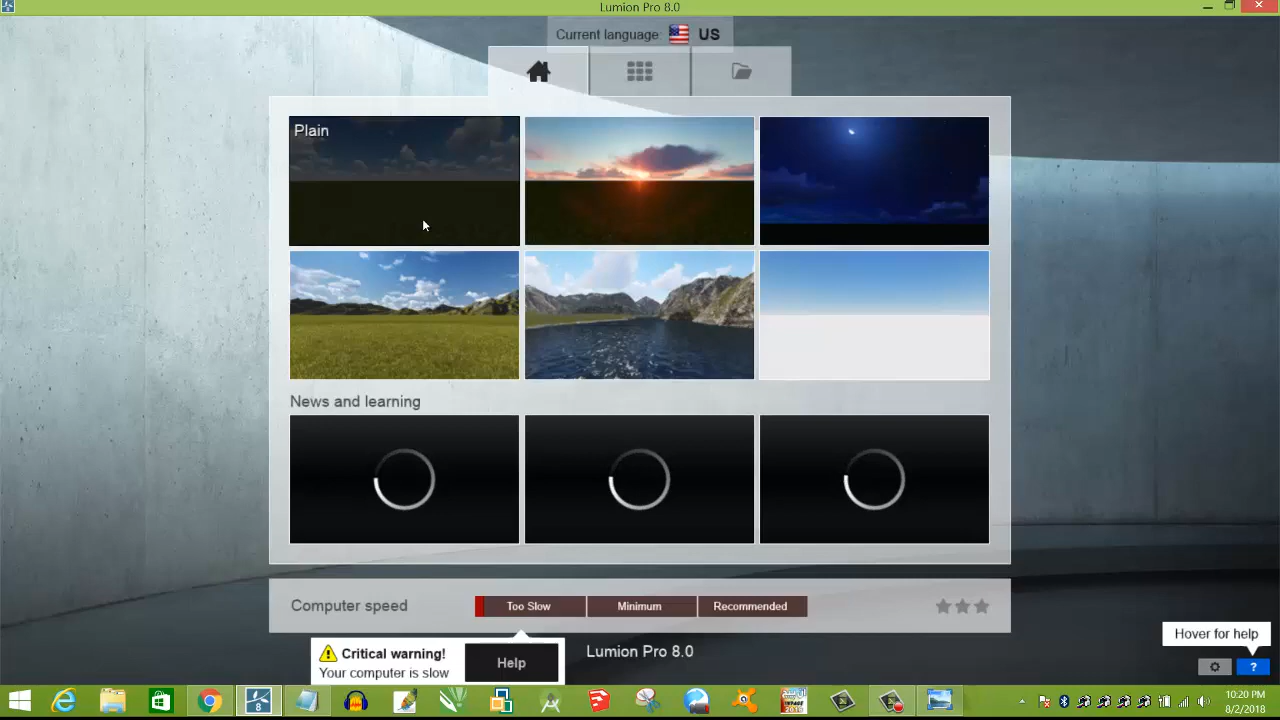 Lumion Pro 8.0
Current language: US
Plain
News and learning
Computer speed
Too Slow
Minimum
Recommended
Critical warning!
Your computer is slow
Help
Lumion Pro 8.0
Hover for help
?
8
10:20 PM
8/2/2018